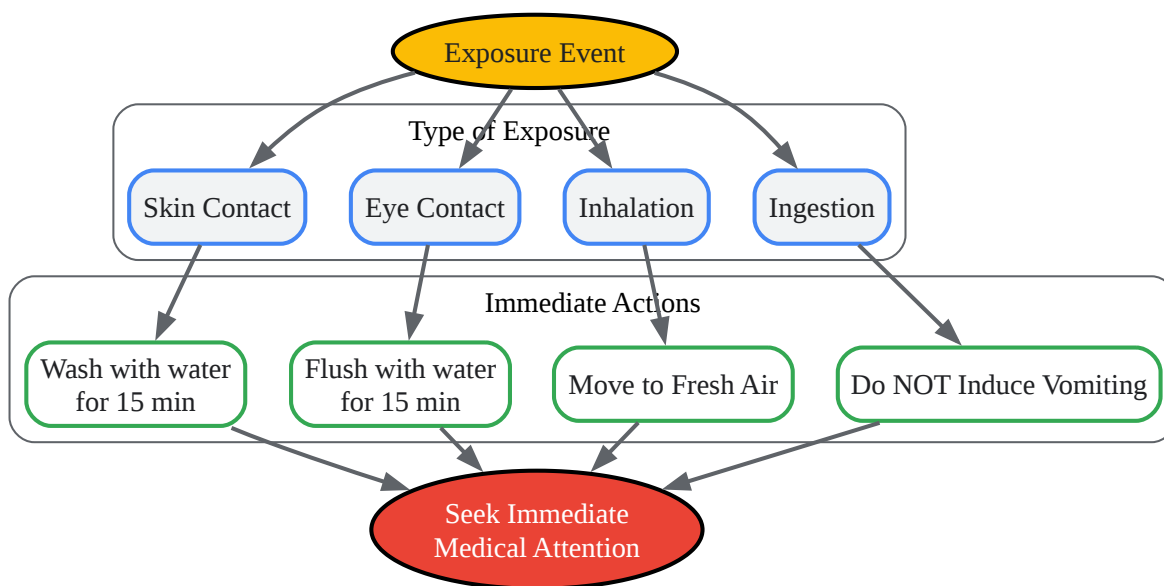 Exposure Event
Type of Exposure
Skin Contact
Eye Contact
Inhalation
Ingestion
Immediate Actions
Wash with water
for 15 min
Flush with water
for 15 min
Move to Fresh Air
Do NOT Induce Vomiting
Seek Immediate
Medical Attention